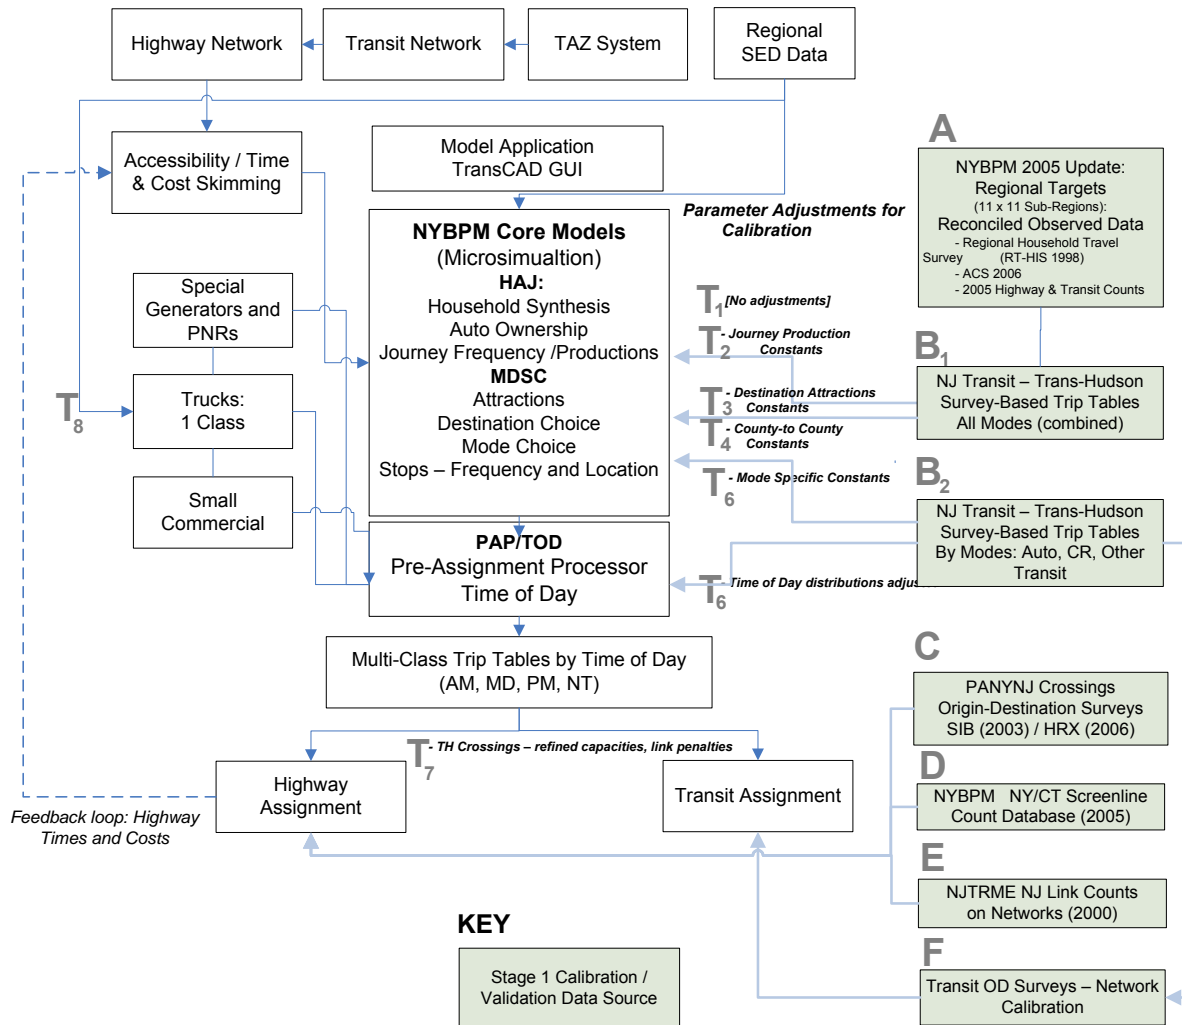 Highway Network
Transit Network
TAZ System
Regional
SED Data
Accessibility / Time
& Cost Skimming
Model Application
TransCAD GUI
Parameter Adjustments for
Calibration
A
NYBPM 2005 Update:
Regional Targets
(11 x 11 Sub-Regions):
Reconciled Observed Data
- Regional Household Travel
Survey (RT-HIS 1998)
- ACS 2006
- 2005 Highway & Transit Counts
NYBPM Core Models
(Microsimualtion)
HAJ:
Household Synthesis
Auto Ownership
Journey Frequency /Productions
MDSC
Attractions
Destination Choice
Mode Choice
Stops – Frequency and Location
Special
Generators and
PNRs
T8
Trucks:
1 Class
Small
Commercial
T1 [No adjustments]
T2 - Journey Production
Constants
T3 - Destination Attractions
Constants
T4 - County-to County
Constants
T6 - Mode Specific Constants
B1
NJ Transit – Trans-Hudson
Survey-Based Trip Tables
All Modes (combined)
B2
NJ Transit – Trans-Hudson
Survey-Based Trip Tables
By Modes: Auto, CR, Other
Transit
PAP/TOD
Pre-Assignment Processor
Time of Day
T6 - Time of Day distributions adjus
Multi-Class Trip Tables by Time of Day
(AM, MD, PM, NT)
T7 - TH Crossings – refined capacities, link penalties
Highway
Assignment
Transit Assignment
Feedback loop: Highway
Times and Costs
C
PANYNJ Crossings
Origin-Destination Surveys
SIB (2003) / HRX (2006)
D
NYBPM NY/CT Screenline
Count Database (2005)
E
NJTRME NJ Link Counts
on Networks (2000)
F
Transit OD Surveys – Network
Calibration
KEY
Stage 1 Calibration /
Validation Data Source